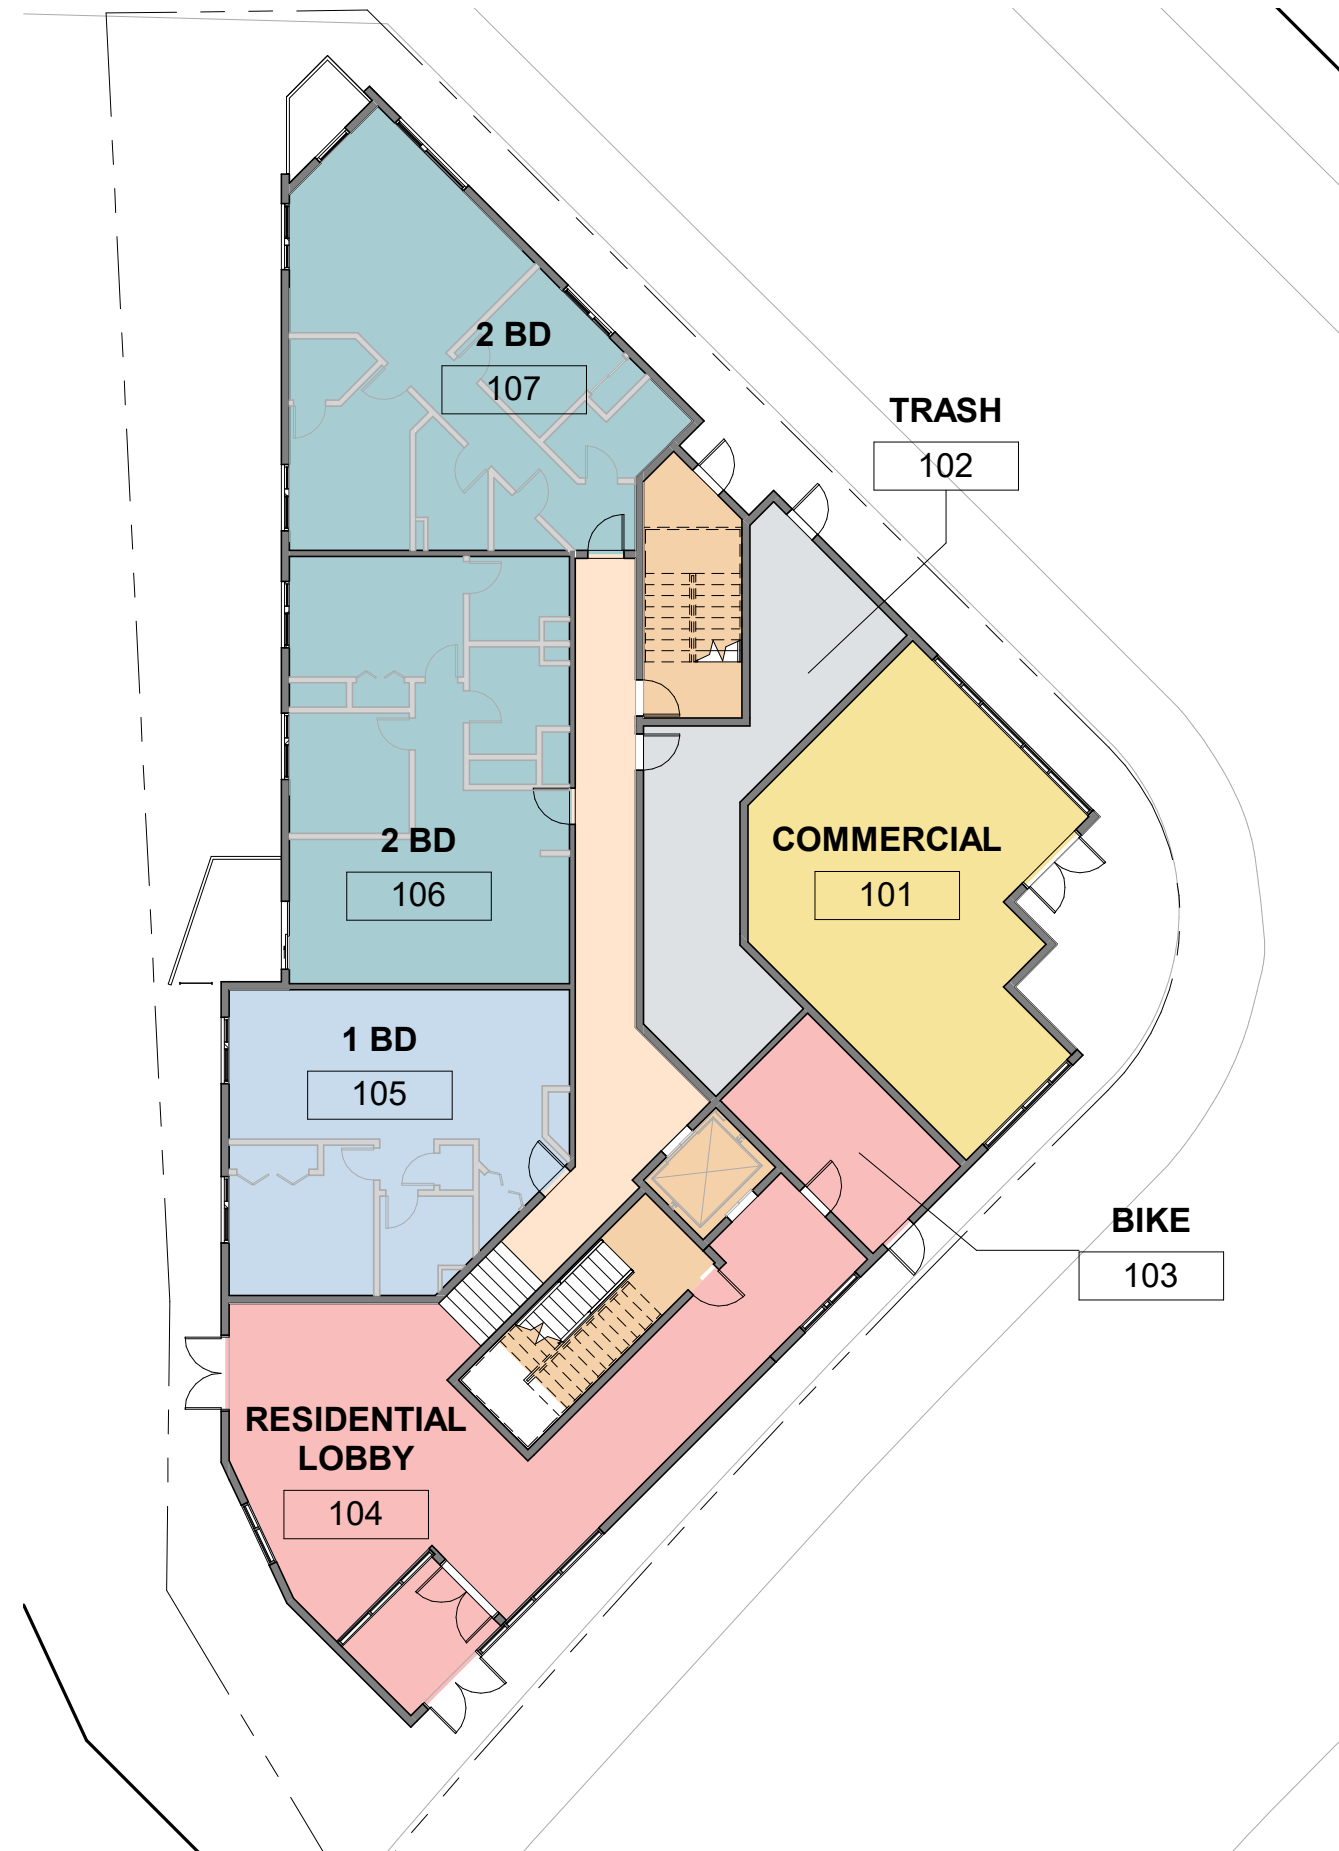 2 BD
107
TRASH
102
2 BD
106
COMMERCIAL
101
1 BD
105
BIKE
103
RESIDENTIAL
LOBBY
104